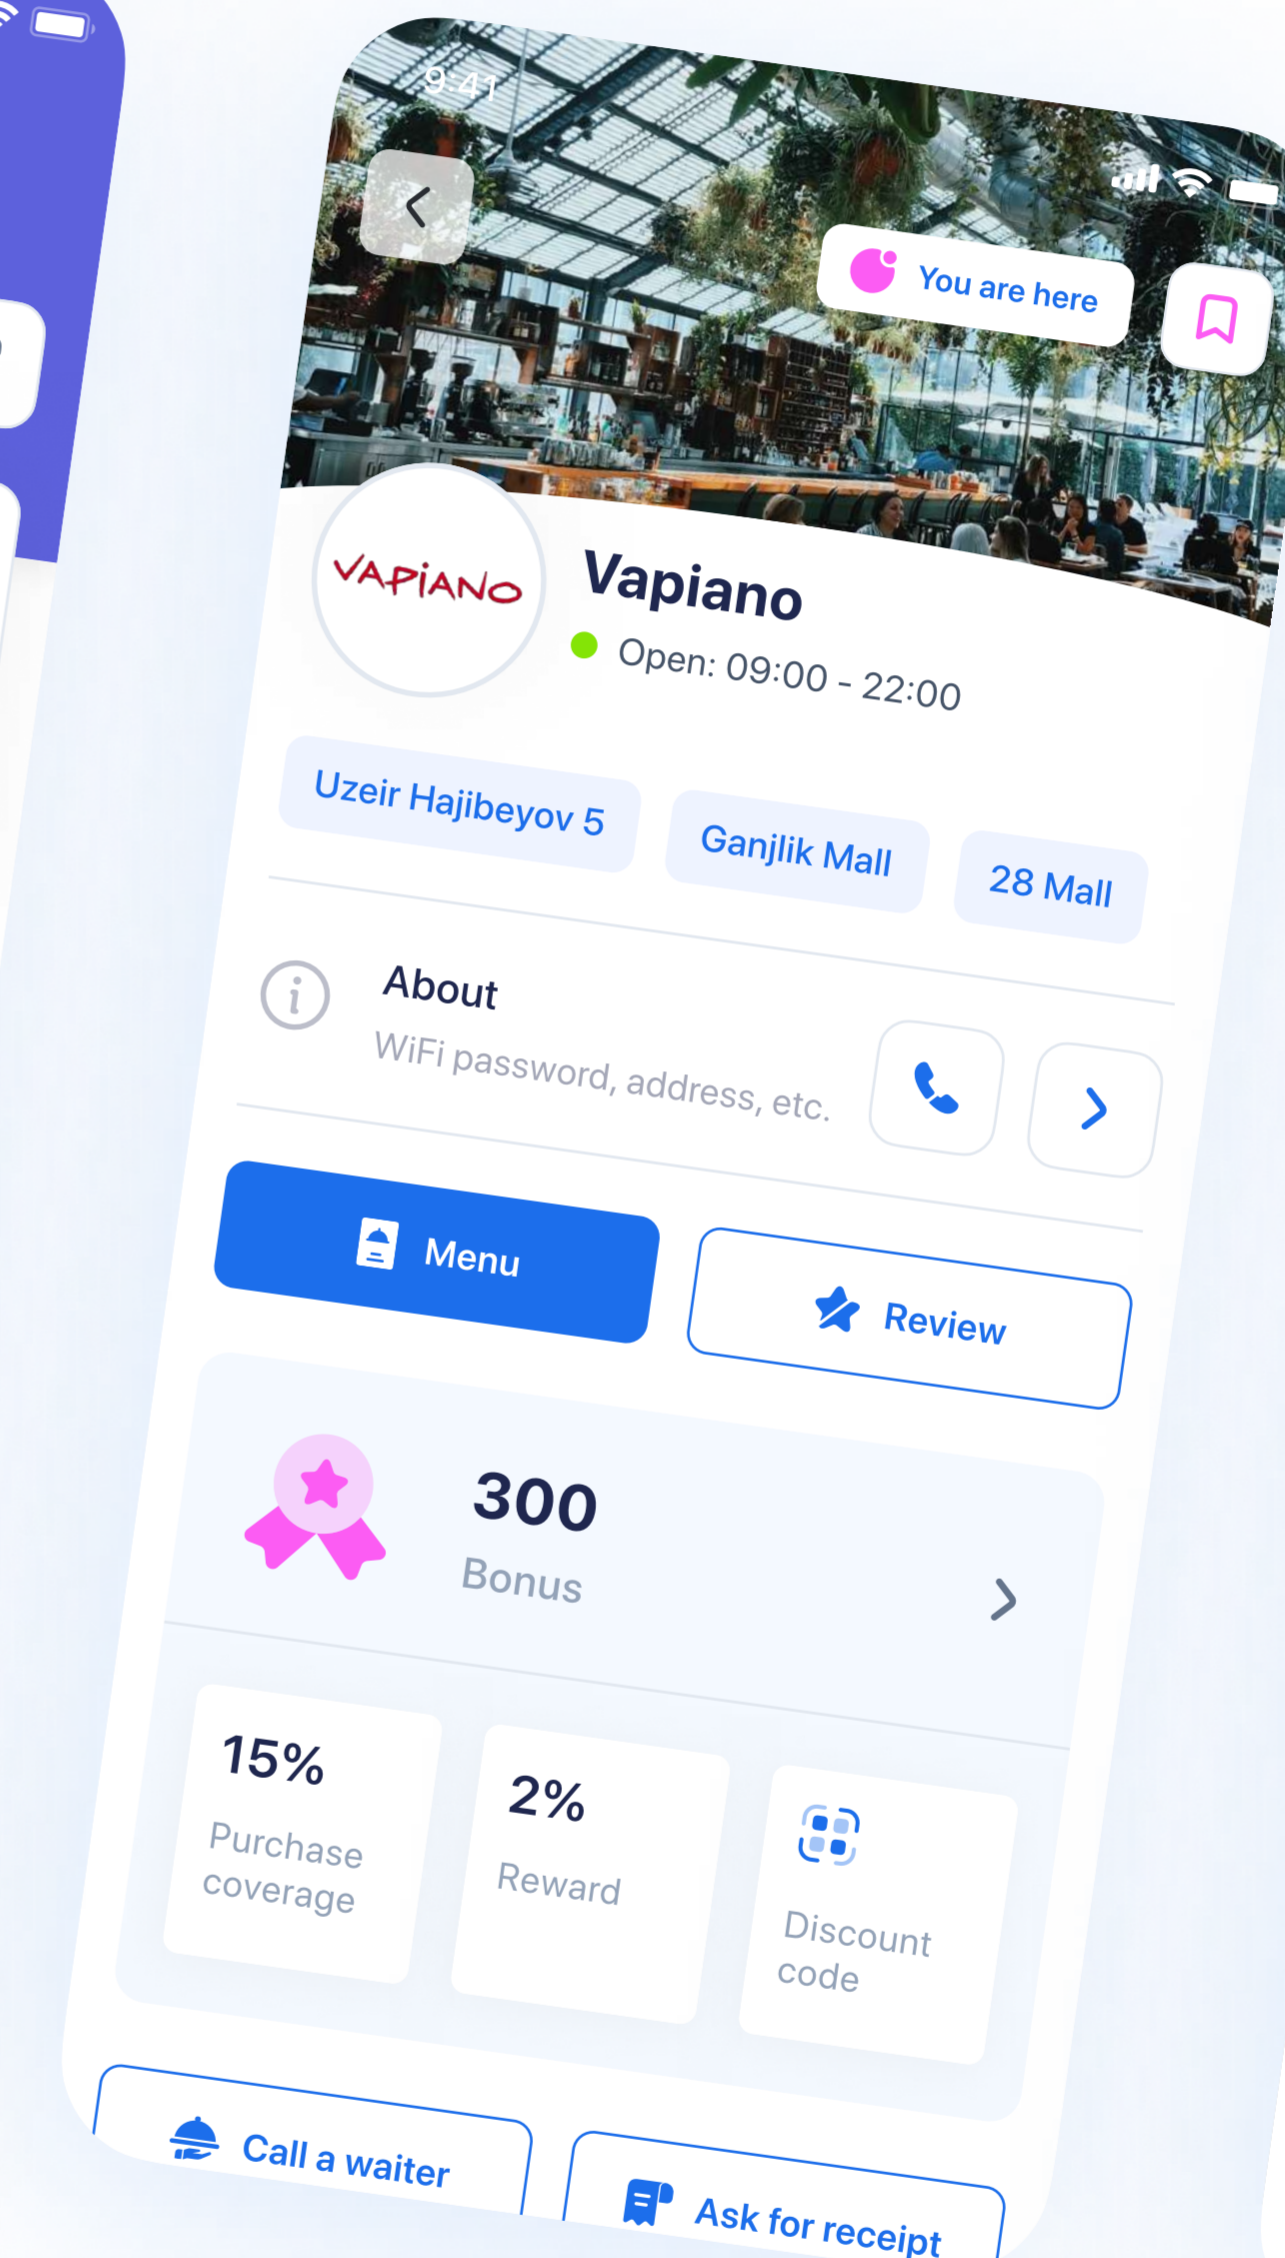 9:41
You are here
VAPIANO
Vapiano
Open: 09:00 - 22:00
Uzeir Hajibeyov 5
Ganjlik Mall
28 Mall
About
WiFi password, address, etc.
Menu
Review
300
Bonus
15%
Purchase
coverage
2%
Reward
Discount
code
Call a waiter
Ask for receipt